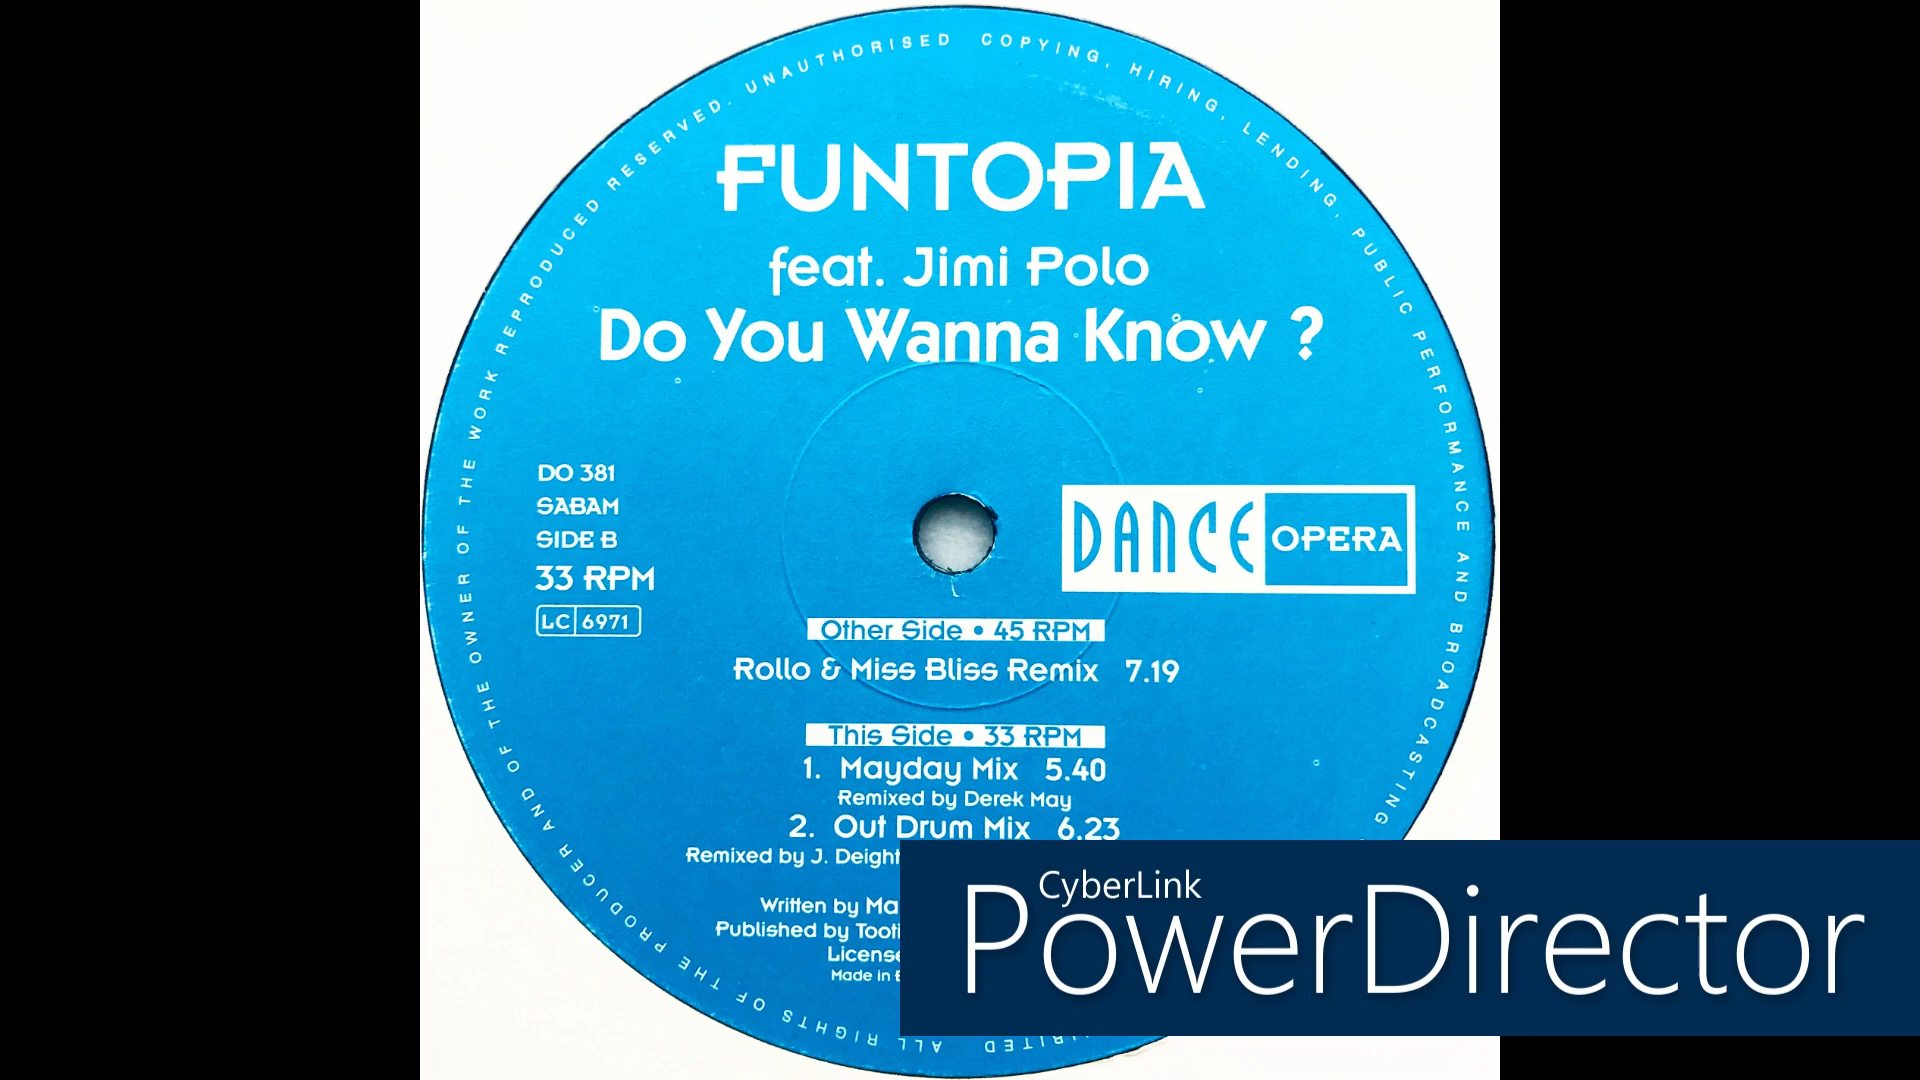 ALL RIGHTS OF THE PRODUCER AND OF THE OWNER OF THE WORK REPRODUCED RESERVED. UNAUTHORISED COPYING, HIRING, LENDING, PUBLIC PERFORMANCE AND BROADCASTING
FUNTOPIA
feat. Jimi Polo
Do You Wanna Know ?
DO 381
SABAM
SIDE B
33 RPM
LC 6971
DANCE OPERA
Other Side • 45 RPM
Rollo & Miss Bliss Remix 7.19
This Side • 33 RPM
1. Mayday Mix 5.40
Remixed by Derek May
2. Out Drum Mix 6.23
Remixed by J. Deight
Written by Ma
Published by Tooti
License
Made in
CyberLink
PowerDirector